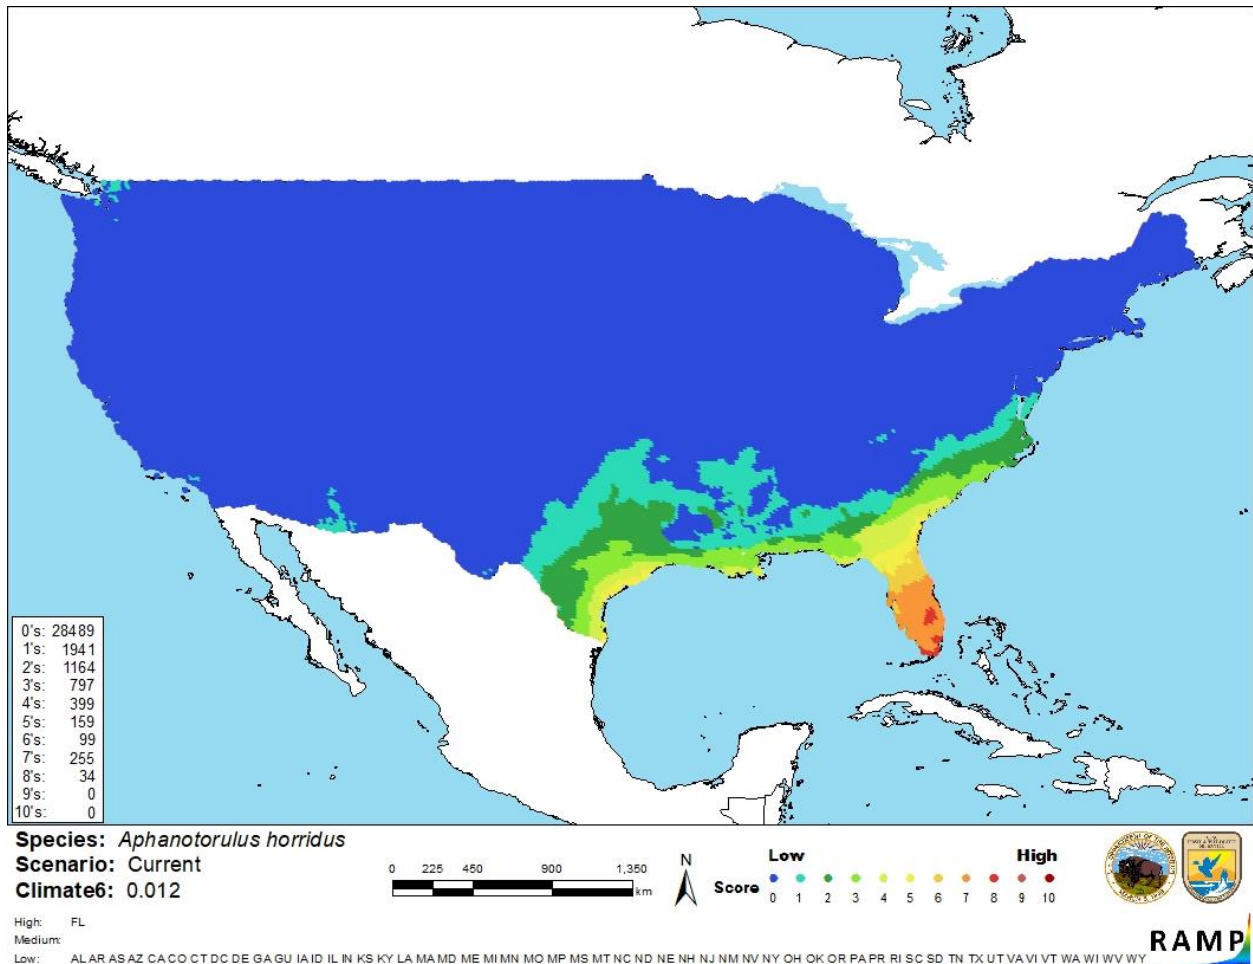 0's: 28489
1's: 1941
2's: 1164
3's: 797
4's: 399
5's: 159
6's: 99
7's: 255
8's: 34
9's: 0
10's: 0
Species: Aphanotorulus horridus
Scenario: Current
Climate6: 0.012
0 225 450 900 1,350
km
N
Low High
Score
0 1 2 3 4 5 6 7 8 9 10
High: FL
Medium:
Low: AL AR AS AZ CA CO CT DC DE GA GU IA ID IL IN KS KY LA MA MD ME MI MN MO MP MS MT NC ND NE NH NJ NM NV NY OH OK OR PA PR RI SC SD TN TX UT VA VI VT WA WI WV WY
RAMP